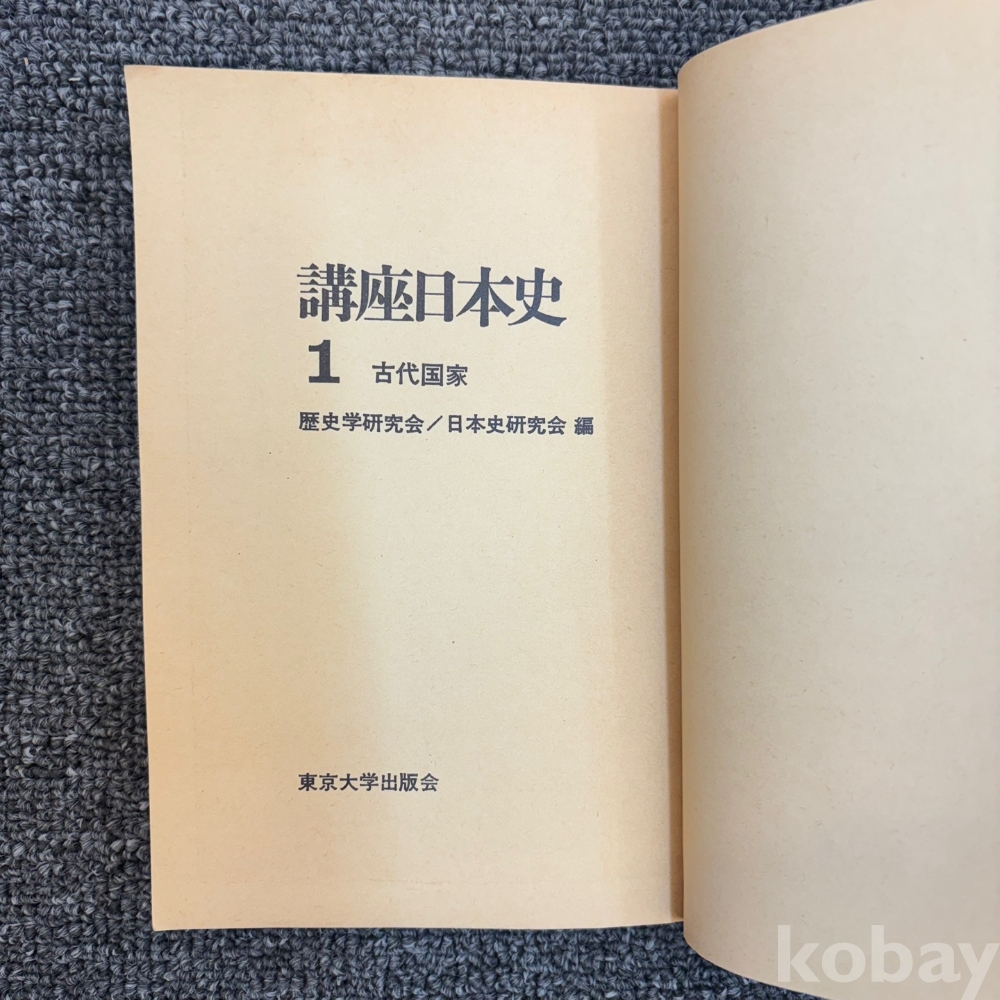 講座日本史
1 古代国家
歴史学研究会/日本史研究会 編
東京大学出版会
kobay